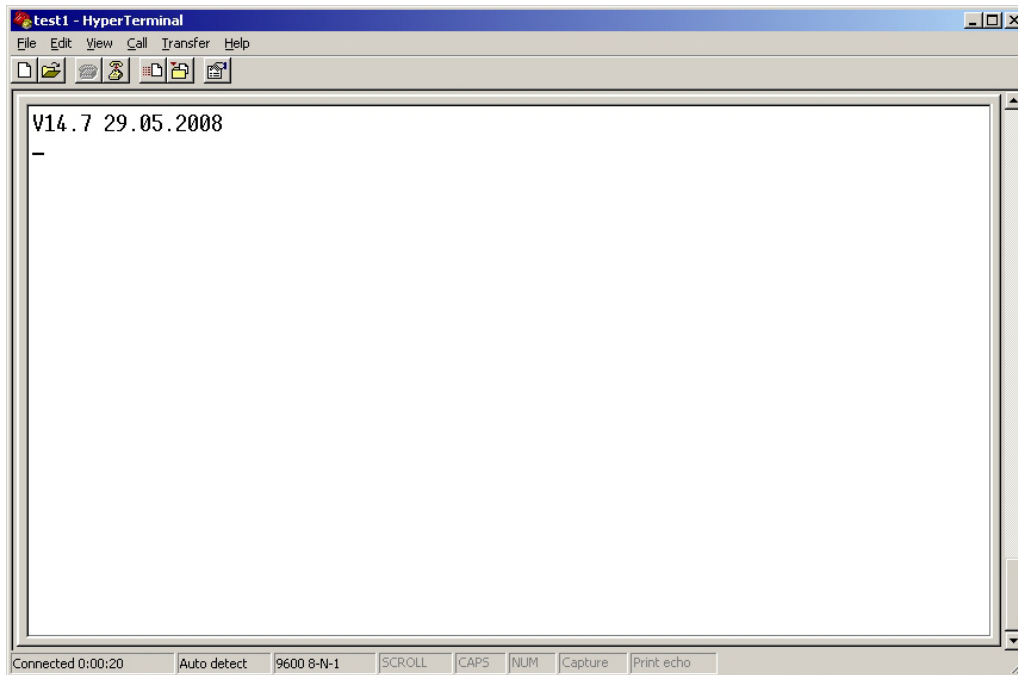 test1 - HyperTerminal
File Edit View Call Transfer Help
V14.7 29.05.2008
_
Connected 0:00:20 Auto detect 9600 8-N-1 SCROLL CAPS NUM Capture Print echo